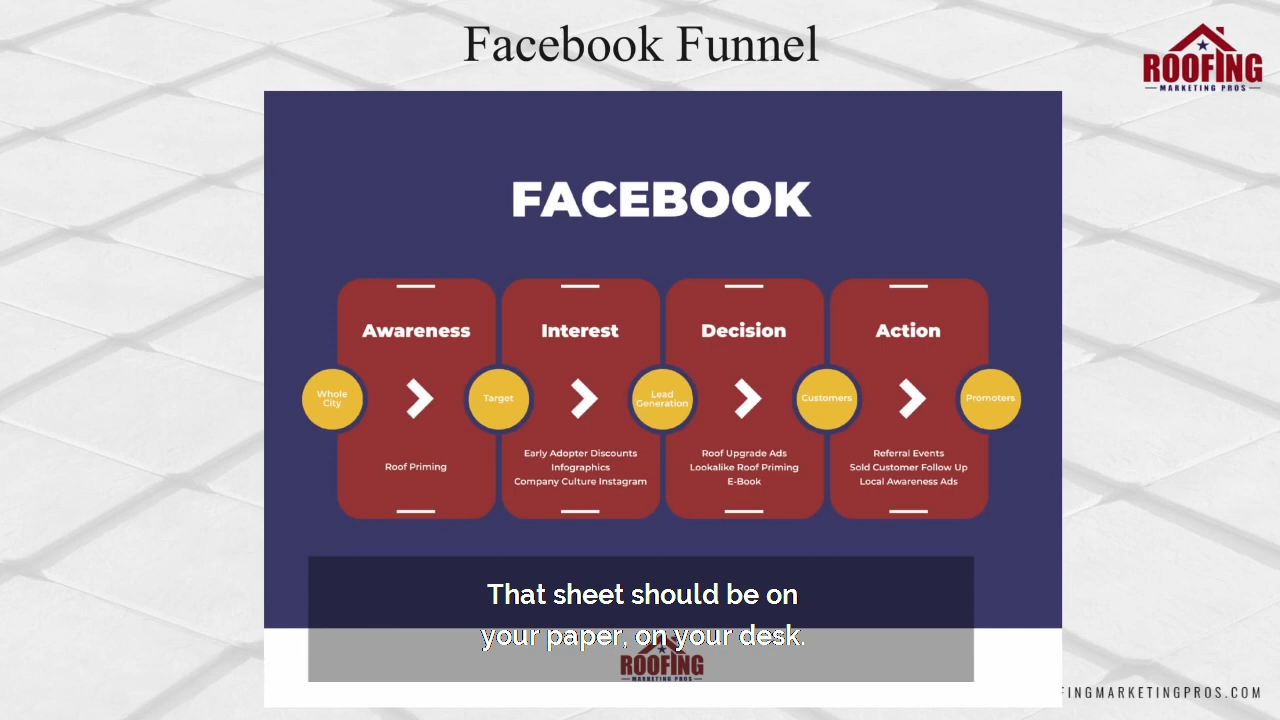 Facebook Funnel
ROOFING
MARKETING PROS
FACEBOOK
Awareness
Interest
Decision
Action
Whole
City
Target
Lead
Generation
Customers
Promoters
Roof Priming
Early Adopter Discounts
Infographics
Company Culture Instagram
Roof Upgrade Ads
Lookalike Roof Priming
E-Book
Referral Events
Sold Customer Follow Up
Local Awareness Ads
That sheet should be on
your paper, on your desk.
ROOFING
MARKETING PROS
FINGMARKETINGPROS.COM